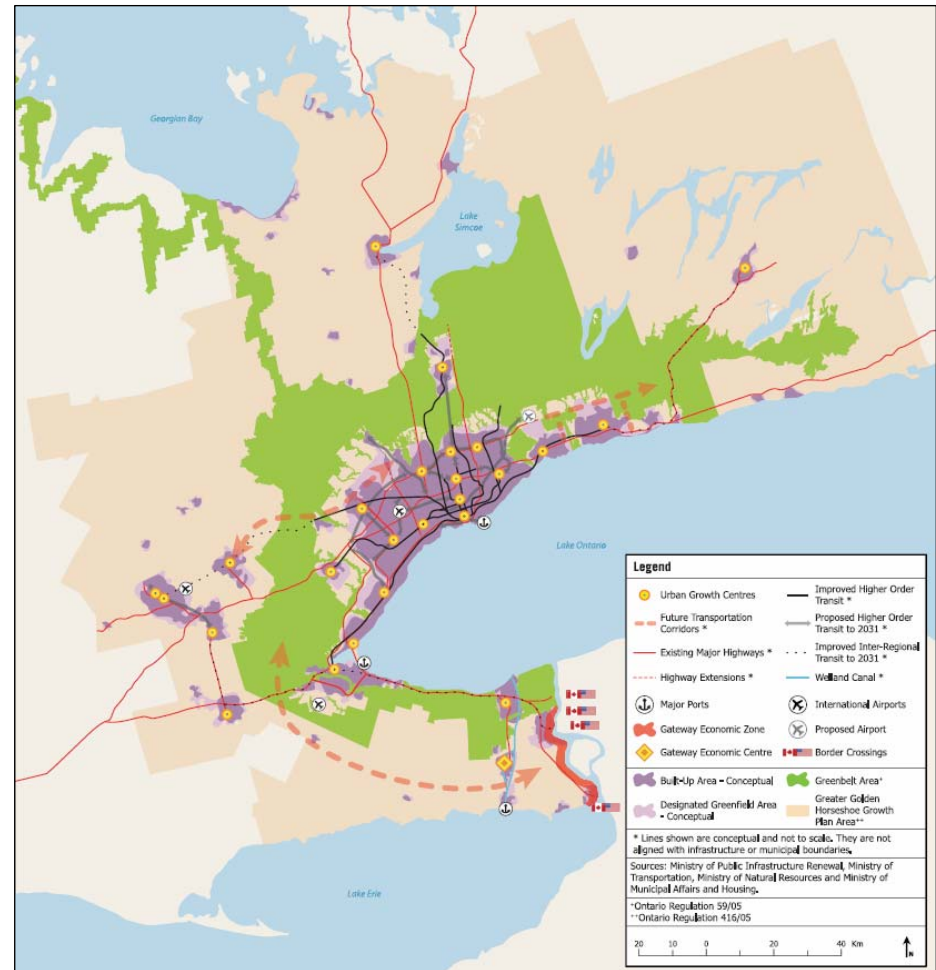 Georgian Bay
Lake
Simcoe
Lake Ontario
Lake Erie
Legend
Urban Growth Centres
Future Transportation
Corridors *
Existing Major Highways *
Highway Extensions *
Major Ports
Gateway Economic Zone
Gateway Economic Centre
Improved Higher Order
Transit *
Proposed Higher Order
Transit to 2031 *
Improved Inter-Regional
Transit to 2031 *
Welland Canal *
International Airports
Proposed Airport
Border Crossings
Built-Up Area - Conceptual
Designated Greenfield Area
- Conceptual
Greenbelt Area+
Greater Golden
Horseshoe Growth
Plan Area++
* Lines shown are conceptual and not to scale. They are not
aligned with infrastructure or municipal boundaries.
Sources: Ministry of Public Infrastructure Renewal, Ministry of
Transportation, Ministry of Natural Resources and Ministry of
Municipal Affairs and Housing.
+Ontario Regulation 59/05
++Ontario Regulation 416/05
20 10 0 20 40 Km
N